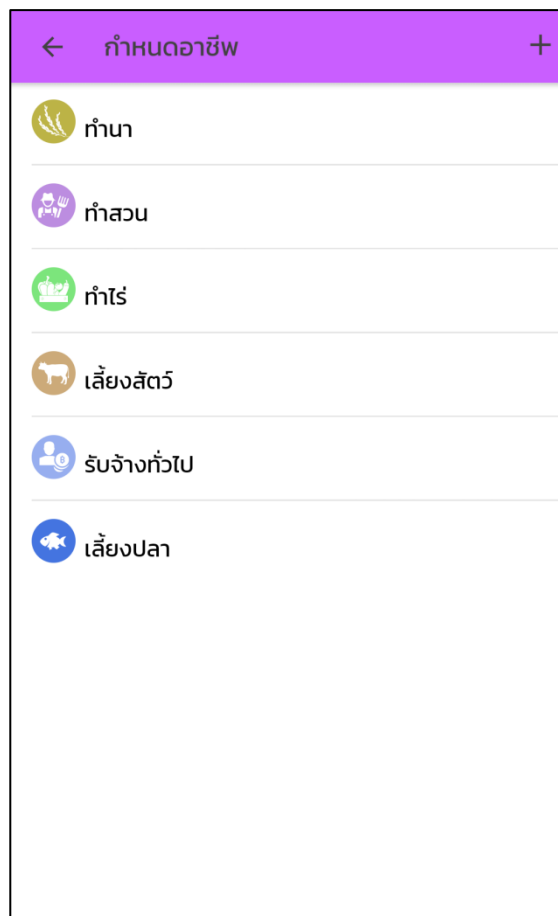 กำหนดอาชีพ
ทำนา
ทำสวน
ทำไร่
เลี้ยงสัตว์
รับจ้างทั่วไป
เลี้ยงปลา